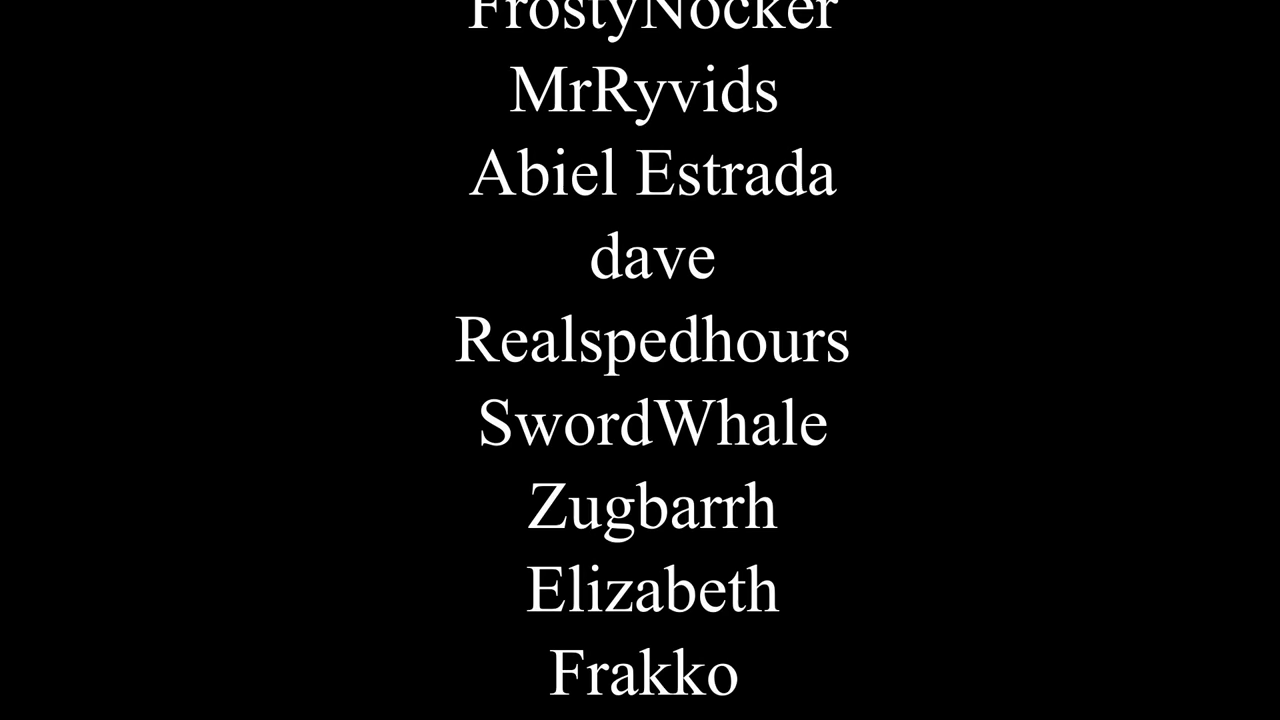 FrostyNocker
MrRyvids
Abiel Estrada
dave
Realspedhours
SwordWhale
Zugbarrh
Elizabeth
Frakko